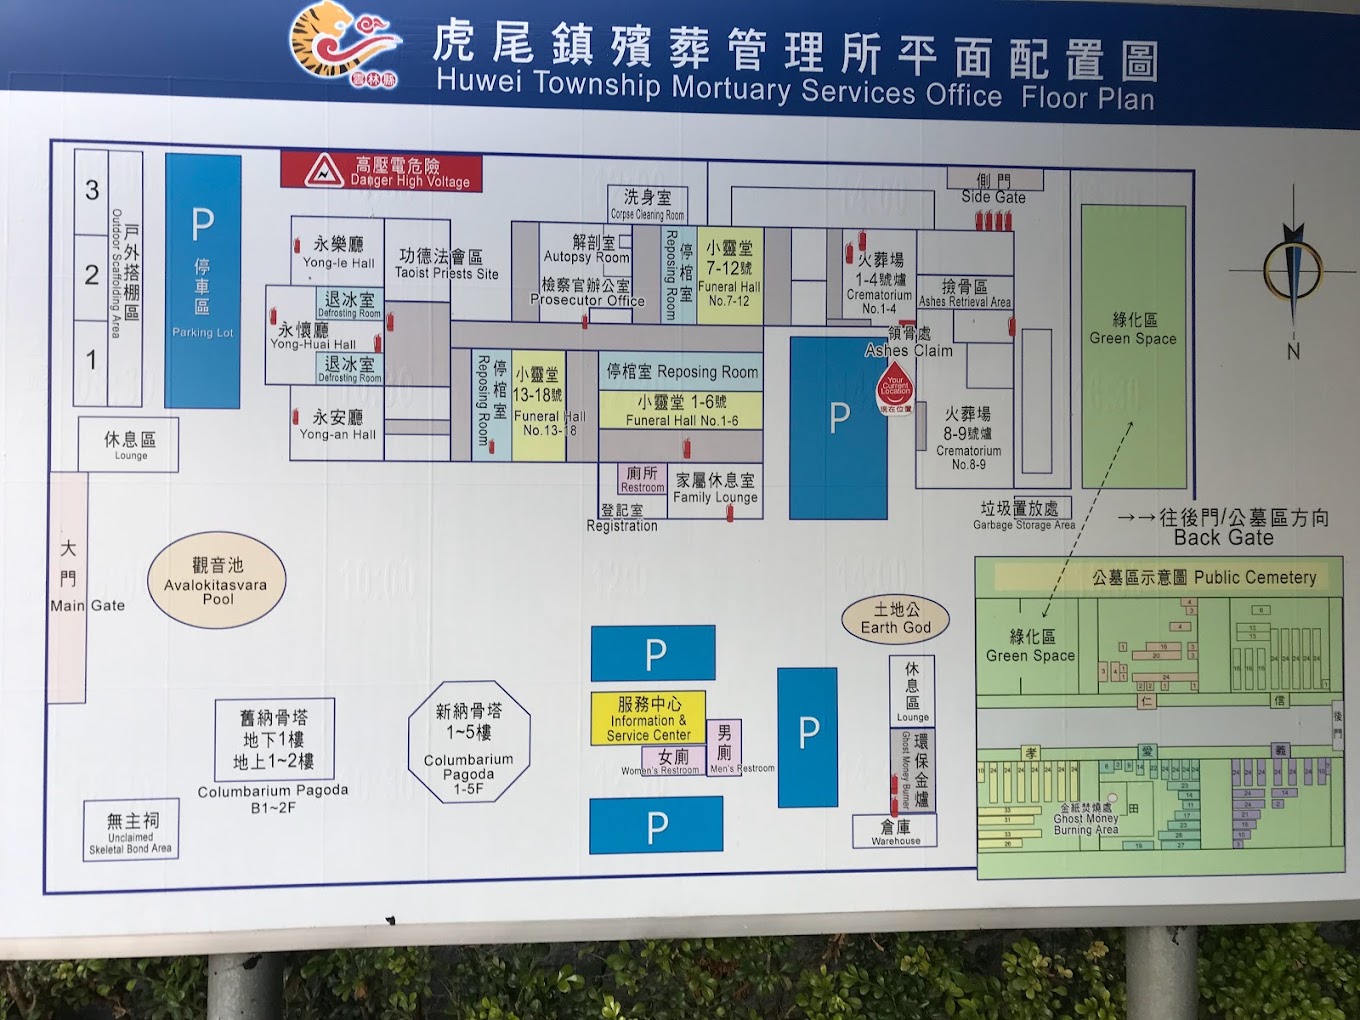 雲林縣
虎尾鎮殯葬管理所平面配置圖
Huwei Township Mortuary Services Office Floor Plan
3
2
1
戶外搭棚區
Outdoor Scaffolding Area
P
停車區
Parking Lot
高壓電危險
Danger High Voltage
洗身室
Corpse Cleaning Room
側門
Side Gate
永樂廳
Yong-le Hall
功德法會區
Taoist Priests Site
解剖室
Autopsy Room
檢察官辦公室
Prosecutor Office
停棺室
Reposing Room
小靈堂
7-12號
Funeral Hall
No.7-12
火葬場
1-4號爐
Crematorium
No.1-4
撿骨區
Ashes Retrieval Area
綠化區
Green Space
N
退冰室
Defrosting Room
永懷廳
Yong-Huai Hall
退冰室
Defrosting Room
永安廳
Yong-an Hall
停棺室
Reposing Room
小靈堂
13-18號
Funeral Hall
No.13-18
停棺室 Reposing Room
小靈堂 1-6號
Funeral Hall No.1-6
領骨處
Ashes Claim
Your
Current
Location
現在位置
P
火葬場
8-9號爐
Crematorium
No.8-9
休息區
Lounge
廁所
Restroom
家屬休息室
Family Lounge
登記室
Registration
垃圾置放處
Garbage Storage Area
→→往後門/公墓區方向
Back Gate
大門
Main Gate
觀音池
Avalokitasvara
Pool
土地公
Earth God
公墓區示意圖 Public Cemetery
綠化區
Green Space
仁
信
後門
孝
愛
義
金紙焚燒處
Ghost Money
Burning Area
P
服務中心
Information &
Service Center
女廁
Women's Restroom
男廁
Men's Restroom
P
P
休息區
Lounge
環保金爐
Ghost Money Burner
倉庫
Warehouse
舊納骨塔
地下1樓
地上1~2樓
Columbarium Pagoda
B1~2F
新納骨塔
1~5樓
Columbarium
Pagoda
1-5F
無主祠
Unclaimed
Skeletal Bond Area